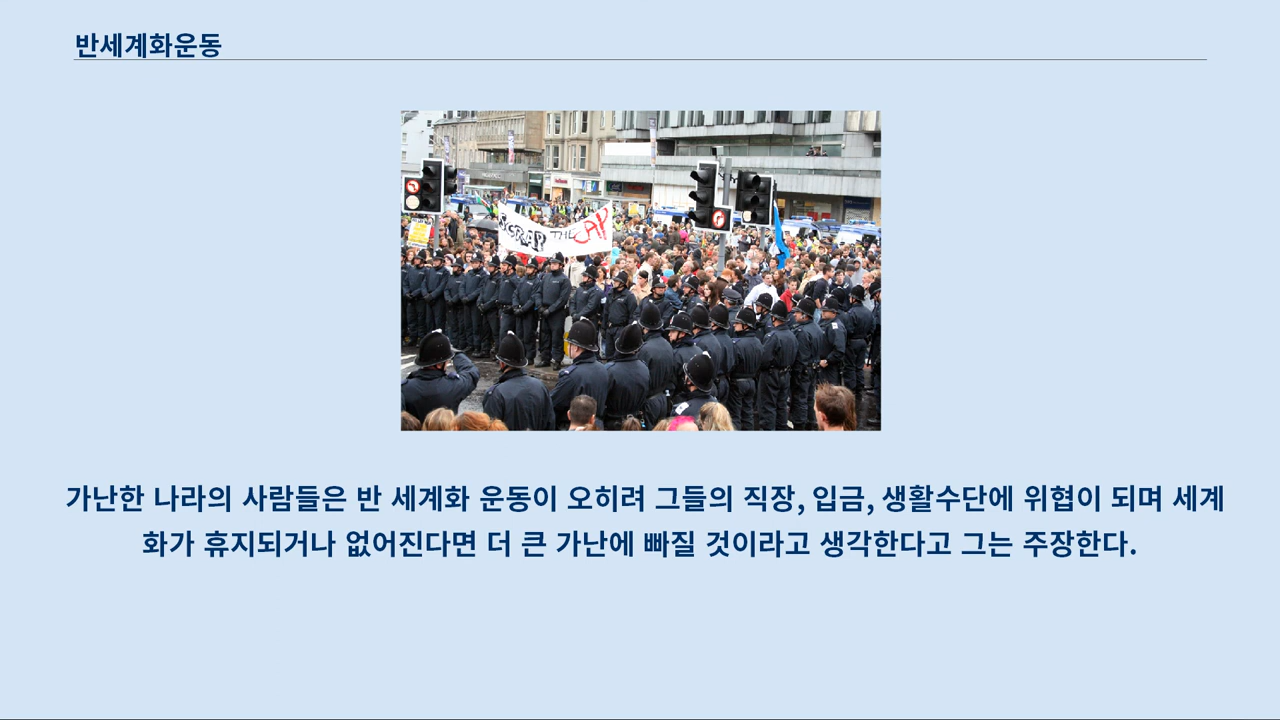 반세계화운동
SCRAP THE CAP
가난한 나라의 사람들은 반 세계화 운동이 오히려 그들의 직장, 입금, 생활수단에 위협이 되며 세계
화가 휴지되거나 없어진다면 더 큰 가난에 빠질 것이라고 생각한다고 그는 주장한다.